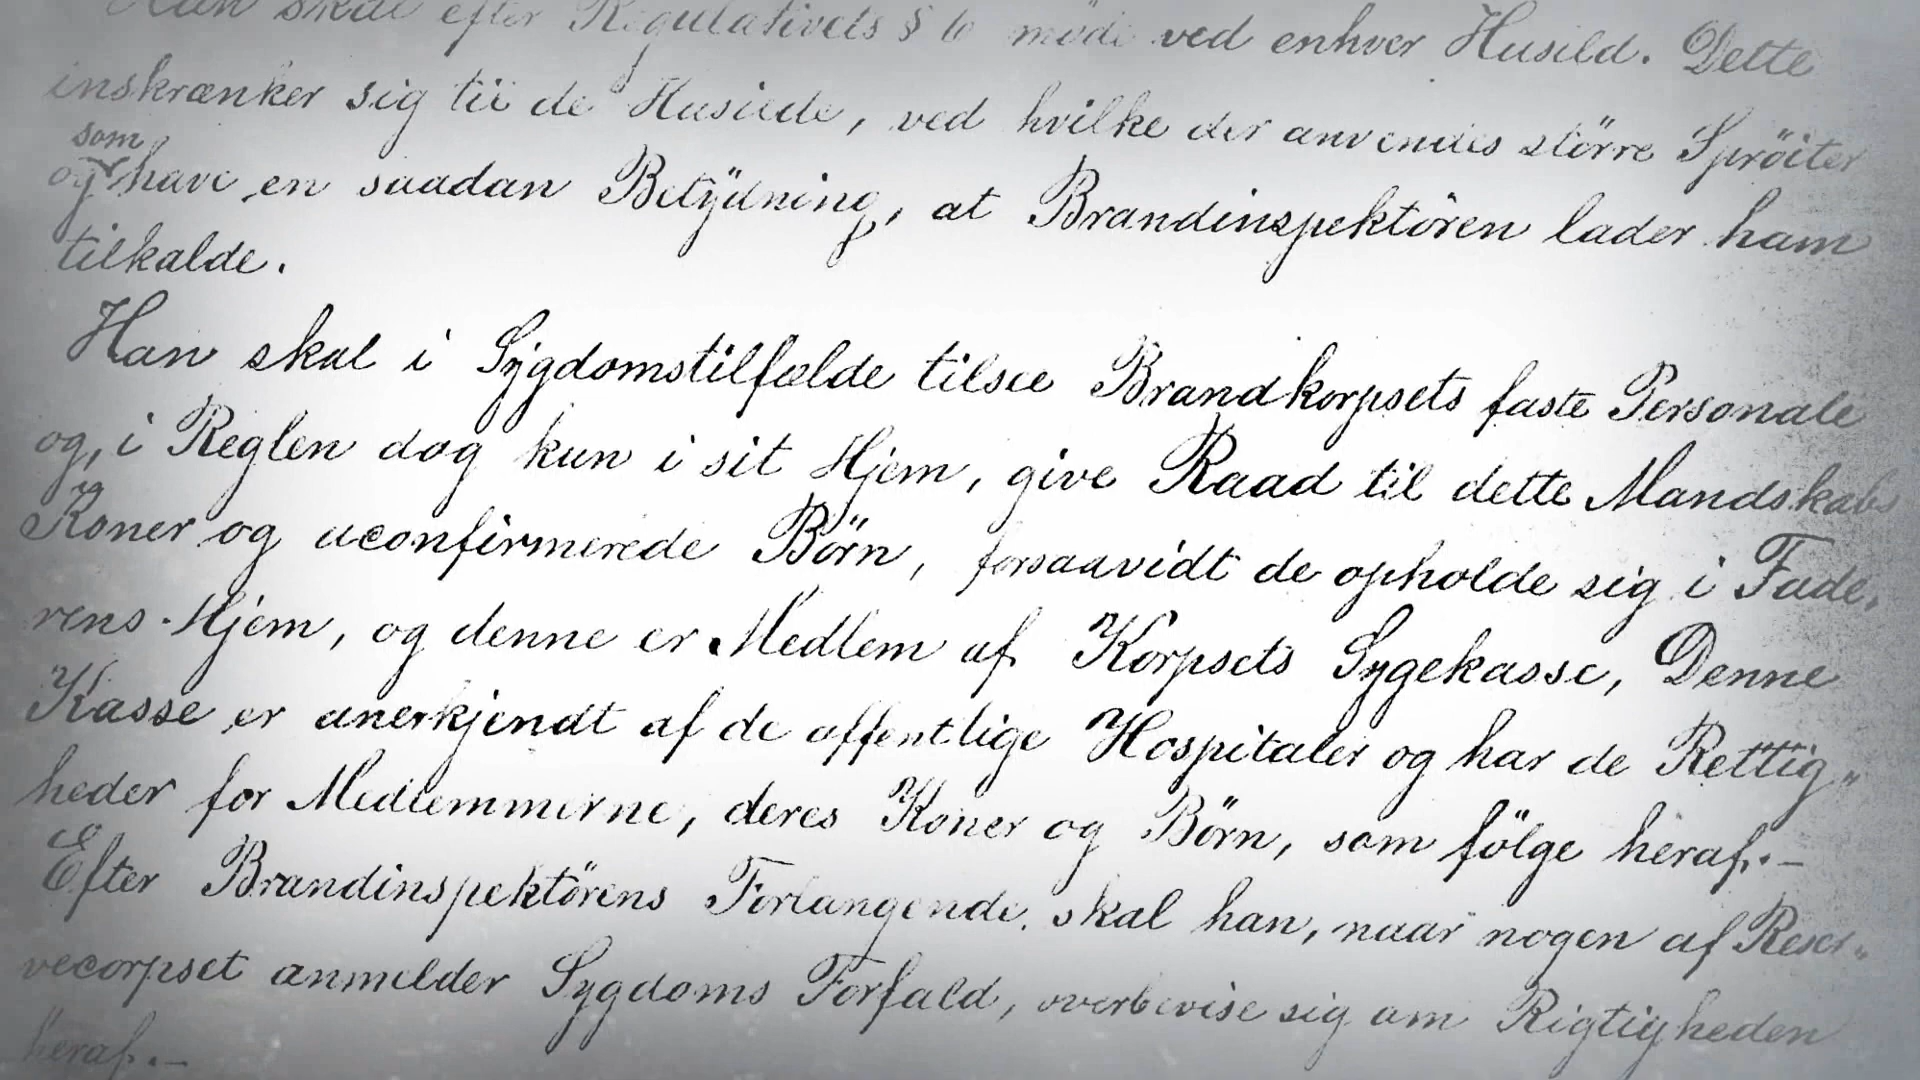 Han skal efter Regulativets § 6 møde ved enhver Husild. Dette
inskrænker sig til de Husilde, ved hvilke der anvendes större Spröiter
som
og have en saadan Betÿdning, at Brandinspektören lader ham
tilkalde.
Han skal i Sygdomstilfælde tilsee Brandkorpsets faste Personale
og, i Reglen dog kun i sit Hjem, give Raad til dette Mandskabs
Koner og uconfirmerede Börn, forsaavidt de opholde sig i Fade,
rens Hjem, og denne er Medlem af Korpsets Sygekasse, Denne
Kasse er anerkjendt af de offentlige Hospitaler og har de Rettig„
heder for Medlemmerne, deres Koner og Börn, som fölge heraf.—
Efter Brandinspektörens Forlangende skal han, naar nogen af Reser„
vecorpset anmelder Sygdoms Forfald, overbevise sig om Rigtigheden
heraf.—